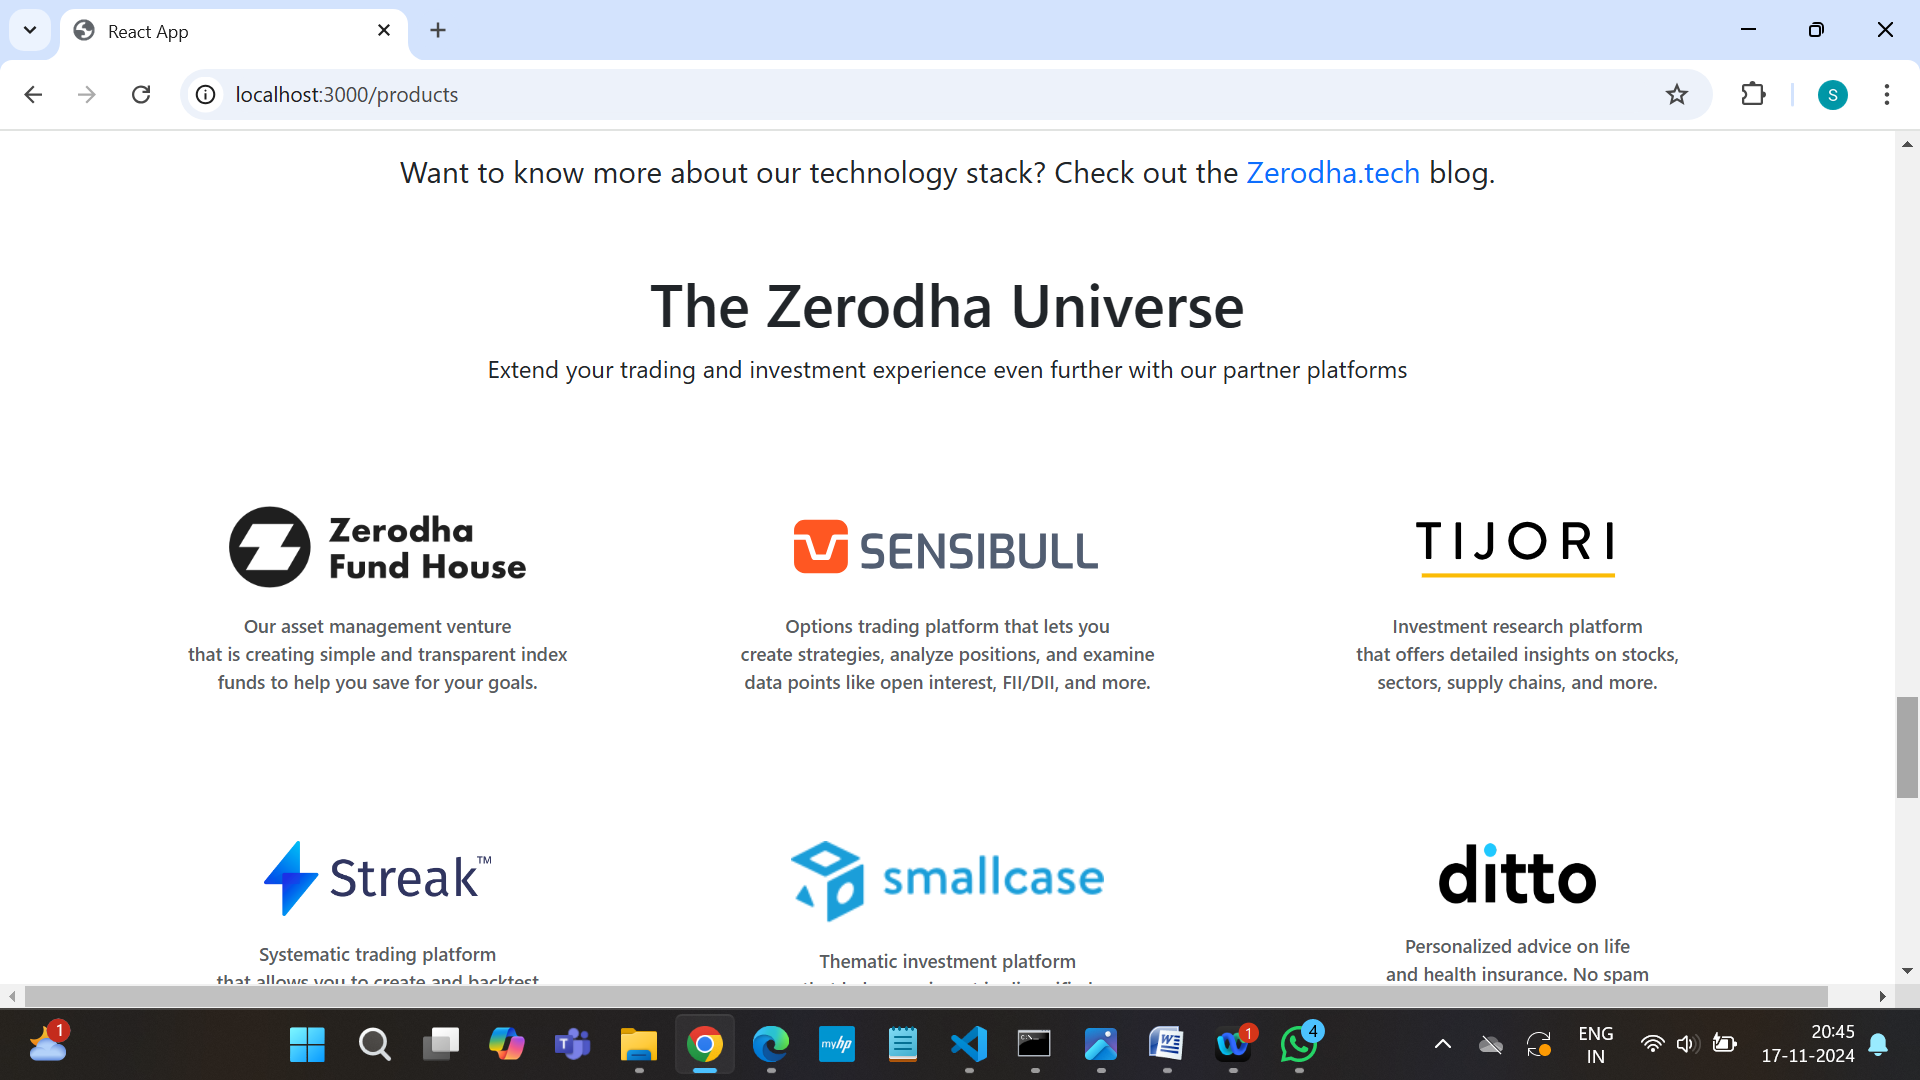 React App
localhost:3000/products
S
Want to know more about our technology stack? Check out the Zerodha.tech blog.
The Zerodha Universe
Extend your trading and investment experience even further with our partner platforms
Zerodha
Fund House
Our asset management venture
that is creating simple and transparent index
funds to help you save for your goals.
SENSIBULL
Options trading platform that lets you
create strategies, analyze positions, and examine
data points like open interest, FII/DII, and more.
TIJORI
Investment research platform
that offers detailed insights on stocks,
sectors, supply chains, and more.
Streak™
Systematic trading platform
that allows you to create and backtest
smallcase
Thematic investment platform
ditto
Personalized advice on life
and health insurance. No spam
1
myhp
1
4
ENG
IN
20:45
17-11-2024